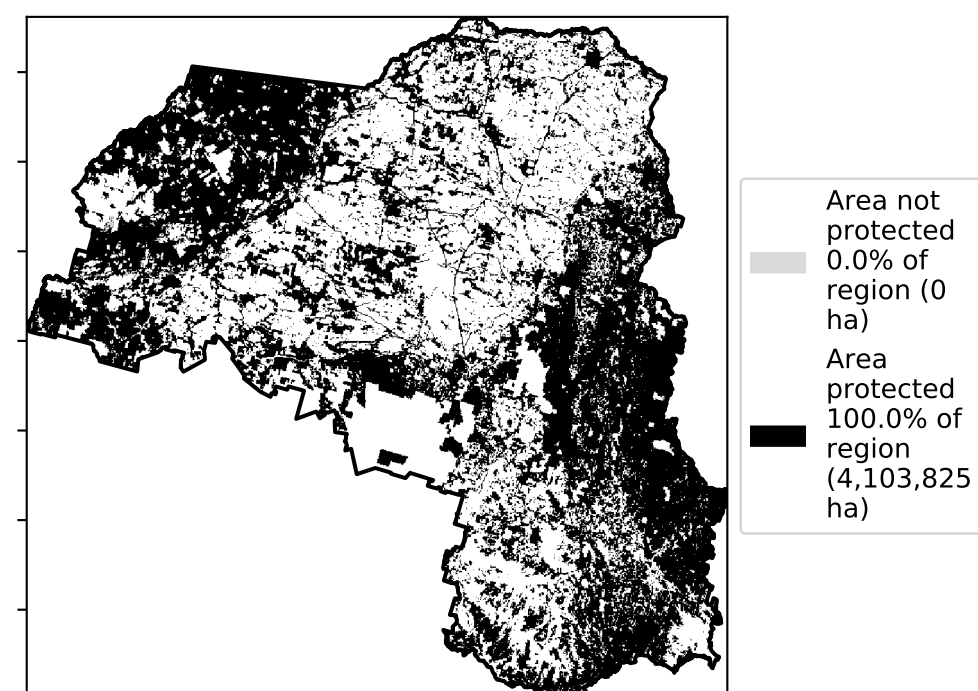 Area not
protected
0.0% of
region (0
ha)
Area
protected
100.0% of
region
(4,103,825
ha)